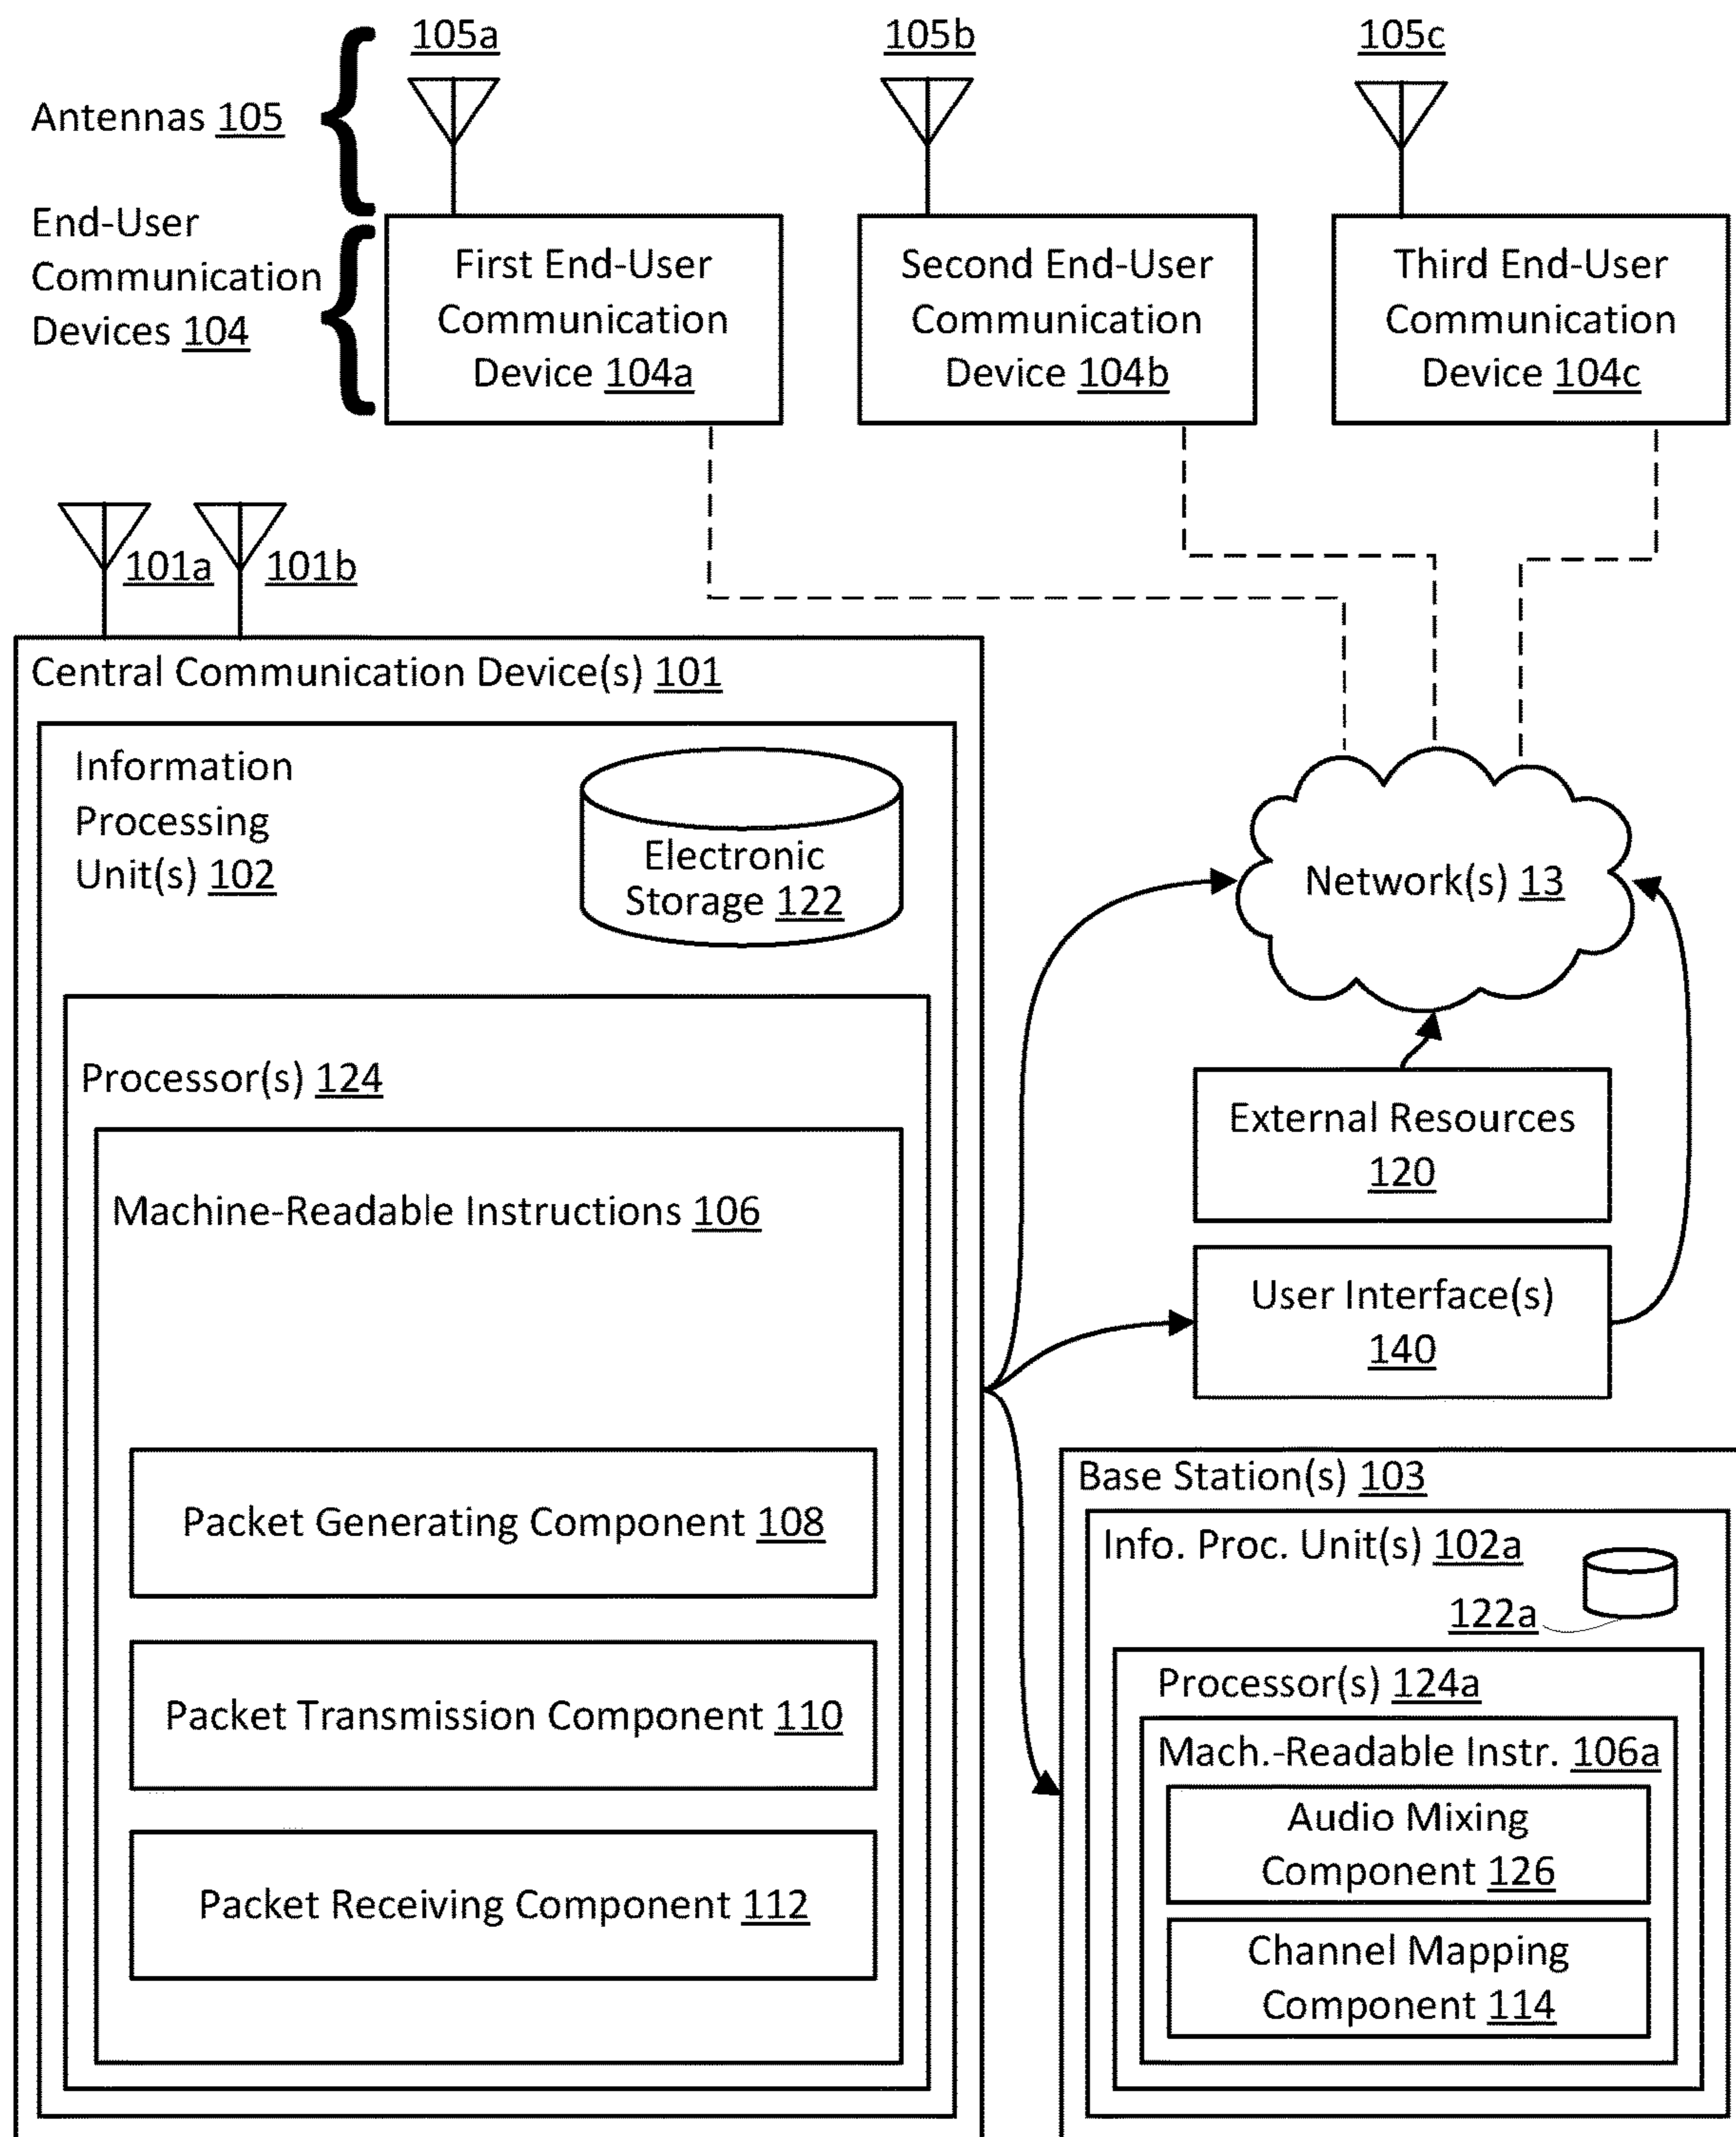 105a
105b
105c
Antennas 105
End-User
Communication
Devices 104
First End-User
Communication
Device 104a
Second End-User
Communication
Device 104b
Third End-User
Communication
Device 104c
101a
101b
Central Communication Device(s) 101
Information
Processing
Unit(s) 102
Electronic
Storage 122
Processor(s) 124
Machine-Readable Instructions 106
Packet Generating Component 108
Packet Transmission Component 110
Packet Receiving Component 112
Network(s) 13
External Resources
120
User Interface(s)
140
Base Station(s) 103
Info. Proc. Unit(s) 102a
122a
Processor(s) 124a
Mach.-Readable Instr. 106a
Audio Mixing
Component 126
Channel Mapping
Component 114